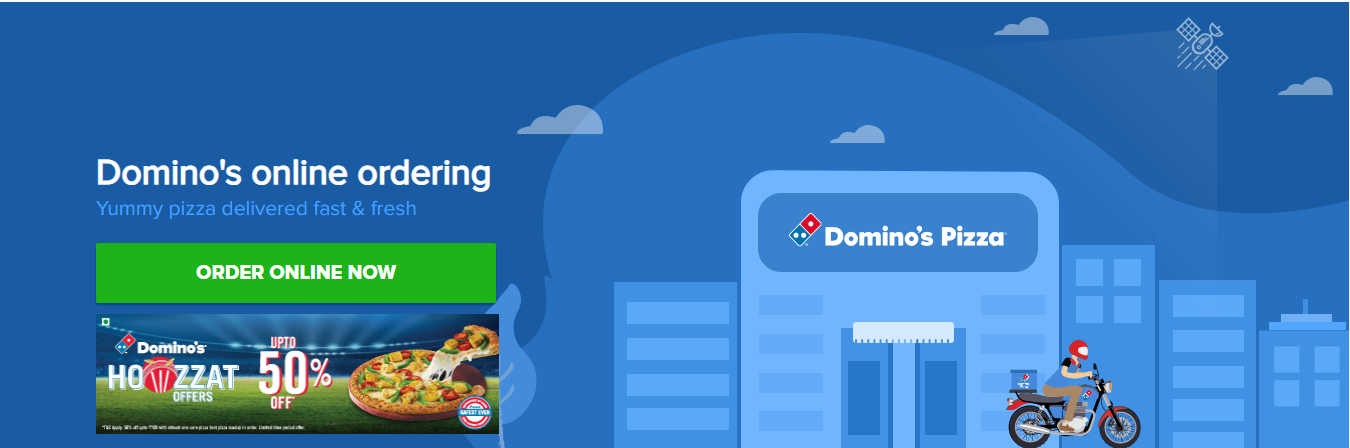 Domino's online ordering
Yummy pizza delivered fast & fresh
ORDER ONLINE NOW
Domino's Pizza
Domino's
HOWZZAT
OFFERS
UPTO
50%
OFF*
SAFEST EVER